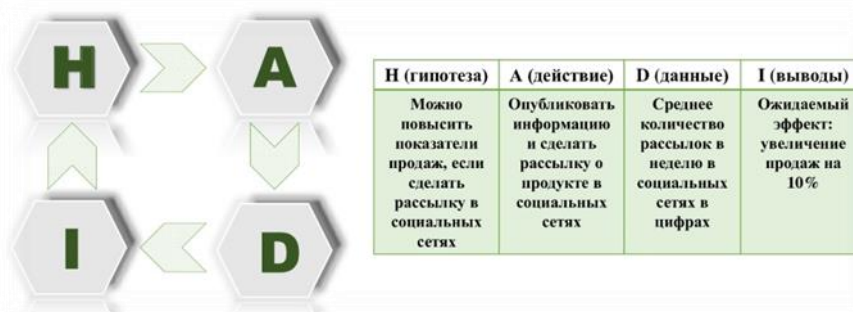 H
A
I
D
H (гипотеза) A (действие) D (данные) I (выводы)
Можно
повысить
показатели
продаж, если
сделать
рассылку в
социальных
сетях
Опубликовать
информацию
и сделать
рассылку о
продукте в
социальных
сетях
Среднее
количество
рассылок в
неделю в
социальных
сетях в
цифрах
Ожидаемый
эффект:
увеличение
продаж на
10%